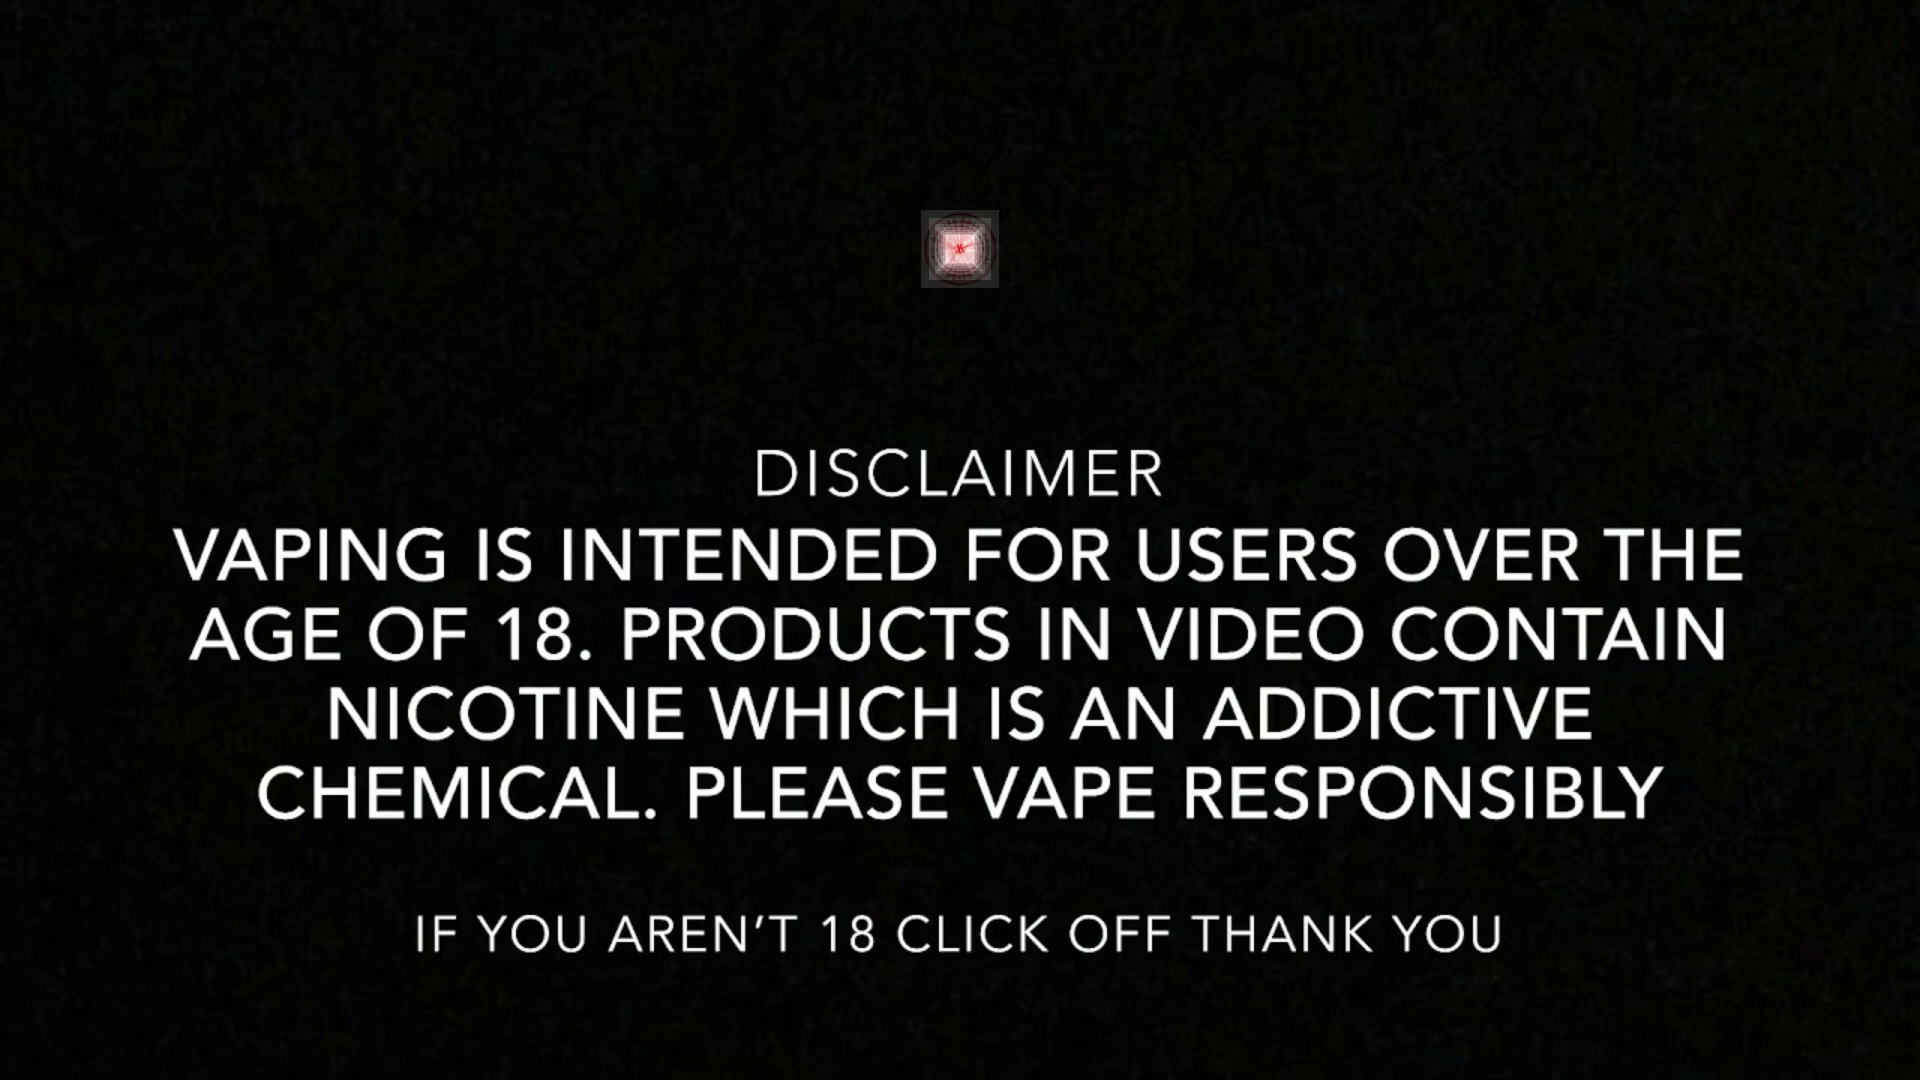 DISCLAIMER
VAPING IS INTENDED FOR USERS OVER THE
AGE OF 18. PRODUCTS IN VIDEO CONTAIN
NICOTINE WHICH IS AN ADDICTIVE
CHEMICAL. PLEASE VAPE RESPONSIBLY
IF YOU AREN’T 18 CLICK OFF THANK YOU